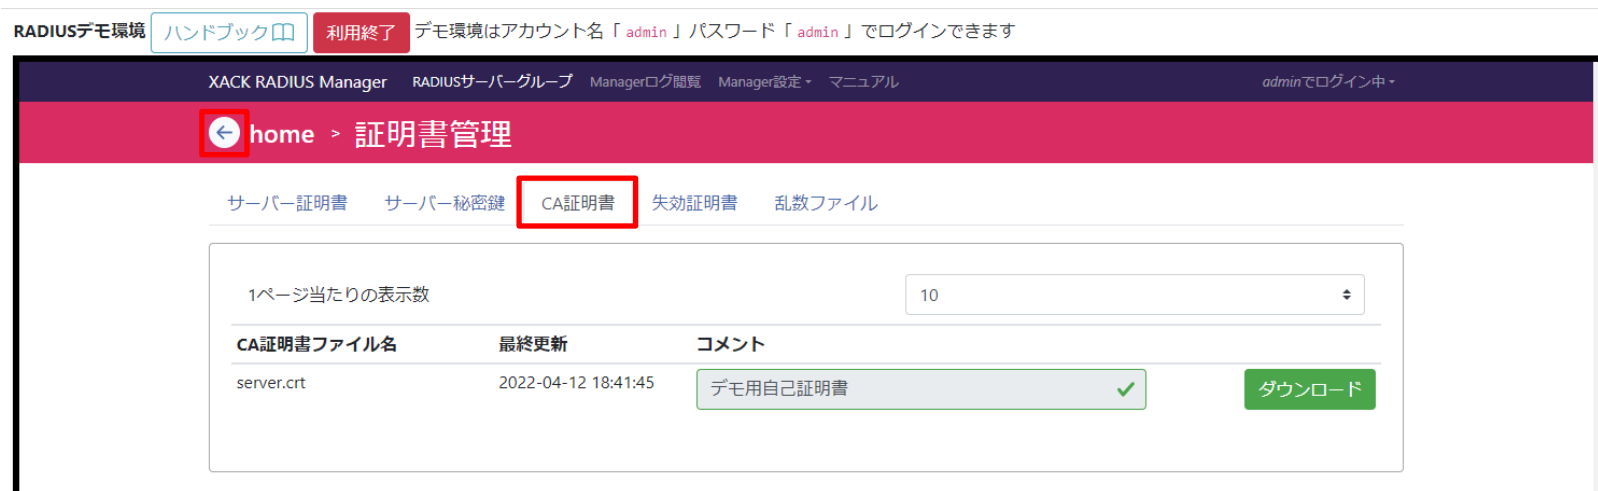 RADIUSデモ環境 ハンドブック 利用終了 デモ環境はアカウント名「 admin 」パスワード「 admin 」でログインできます
XACK RADIUS Manager RADIUSサーバーグループ Managerログ閲覧 Manager設定 マニュアル adminでログイン中
home > 証明書管理
サーバー証明書 サーバー秘密鍵 CA証明書 失効証明書 乱数ファイル
1ページ当たりの表示数 10
CA証明書ファイル名 最終更新 コメント
server.crt 2022-04-12 18:41:45 デモ用自己証明書 ダウンロード